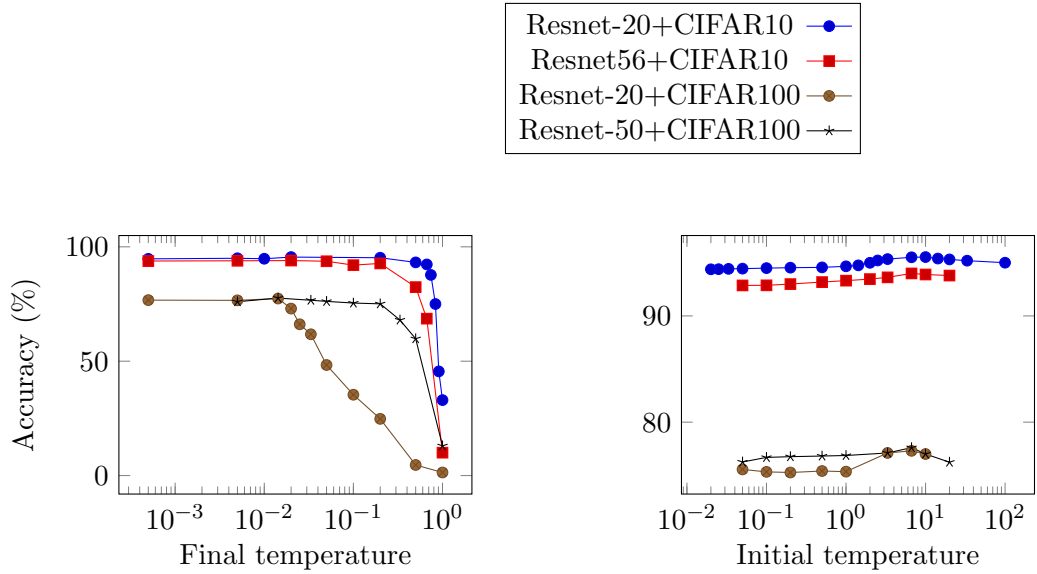 Resnet-20+CIFAR10
Resnet56+CIFAR10
Resnet-20+CIFAR100
Resnet-50+CIFAR100
Accuracy (%)
100
50
0
10^-3 10^-2 10^-1 10^0
Final temperature
90
80
10^-2 10^-1 10^0 10^1 10^2
Initial temperature